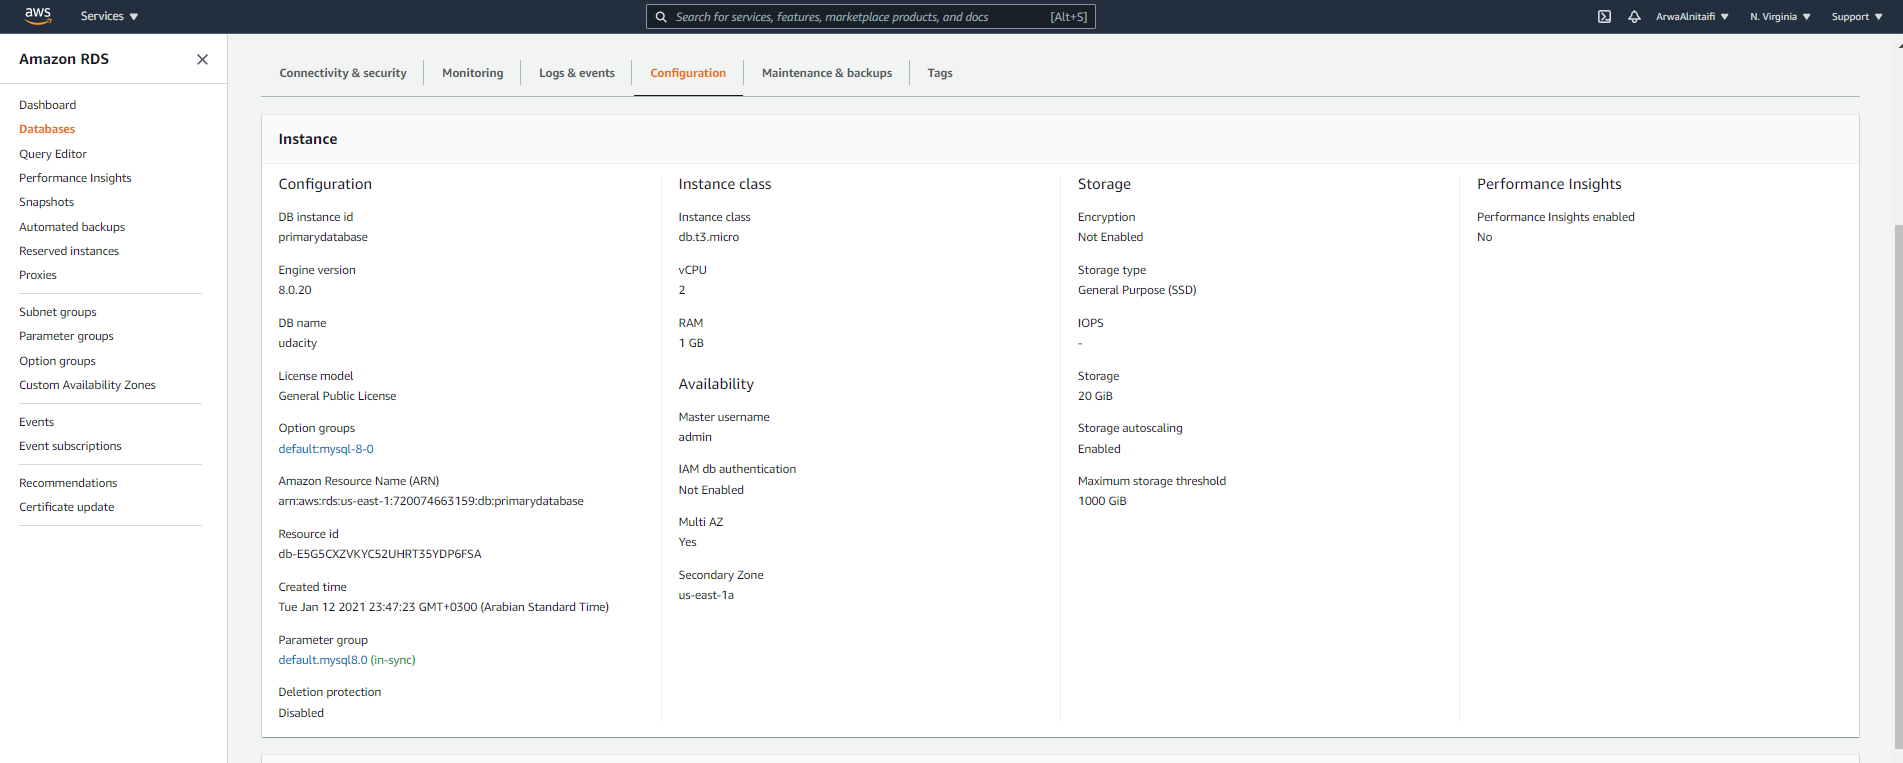 aws
Services
Search for services, features, marketplace products, and docs
[Alt+S]
ArwaAlnitaifi
N. Virginia
Support
Amazon RDS
Dashboard
Databases
Query Editor
Performance Insights
Snapshots
Automated backups
Reserved instances
Proxies
Subnet groups
Parameter groups
Option groups
Custom Availability Zones
Events
Event subscriptions
Recommendations
Certificate update
Connectivity & security
Monitoring
Logs & events
Configuration
Maintenance & backups
Tags
Instance
Configuration
DB instance id
primarydatabase
Engine version
8.0.20
DB name
udacity
License model
General Public License
Option groups
default:mysql-8-0
Amazon Resource Name (ARN)
arn:aws:rds:us-east-1:720074663159:db:primarydatabase
Resource id
db-E5G5CXZVKYC52UHRT35YDP6FSA
Created time
Tue Jan 12 2021 23:47:23 GMT+0300 (Arabian Standard Time)
Parameter group
default.mysql8.0 (in-sync)
Deletion protection
Disabled
Instance class
Instance class
db.t3.micro
vCPU
2
RAM
1 GB
Availability
Master username
admin
IAM db authentication
Not Enabled
Multi AZ
Yes
Secondary Zone
us-east-1a
Storage
Encryption
Not Enabled
Storage type
General Purpose (SSD)
IOPS
-
Storage
20 GiB
Storage autoscaling
Enabled
Maximum storage threshold
1000 GiB
Performance Insights
Performance Insights enabled
No